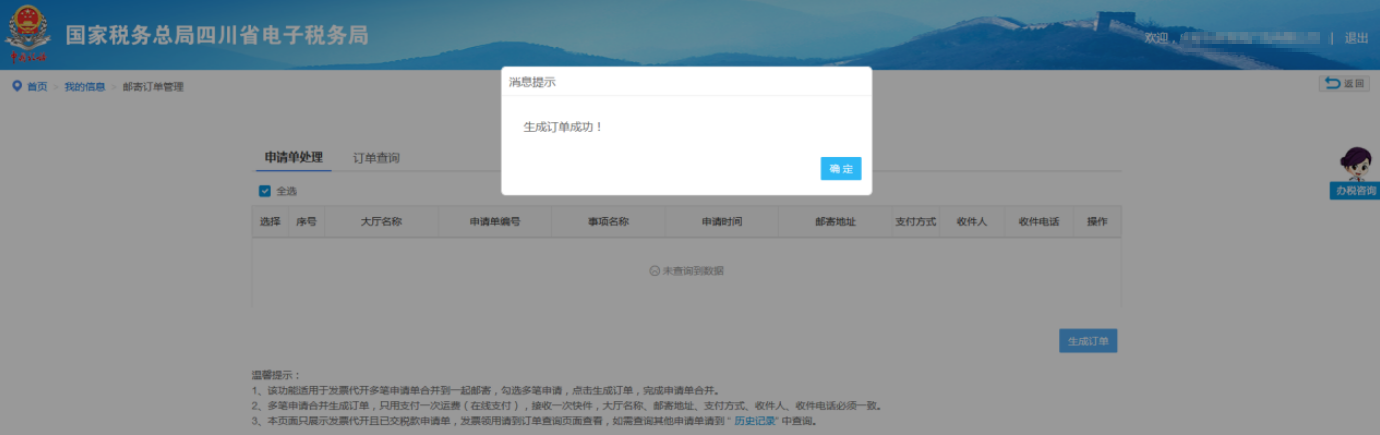 国家税务总局四川省电子税务局
欢迎, | 退出
首页 > 我的信息 > 邮寄订单管理
返回
消息提示
生成订单成功！
确定
申请单处理 订单查询
办税咨询
全选
选择 序号 大厅名称 申请单编号 事项名称 申请时间 邮寄地址 支付方式 收件人 收件电话 操作
未查询到数据
生成订单
温馨提示：
1、该功能适用于发票代开多笔申请单合并到一起邮寄，勾选多笔申请，点击生成订单，完成申请单合并。
2、多笔申请合并生成订单，只用支付一次运费（在线支付），接收一次快件，大厅名称、邮寄地址、支付方式、收件人、收件电话必须一致。
3、本页面只展示发票代开且已交税款申请单，发票领用请到订单查询页面查看，如需查询其他申请单请到 " 历史记录" 中查询。